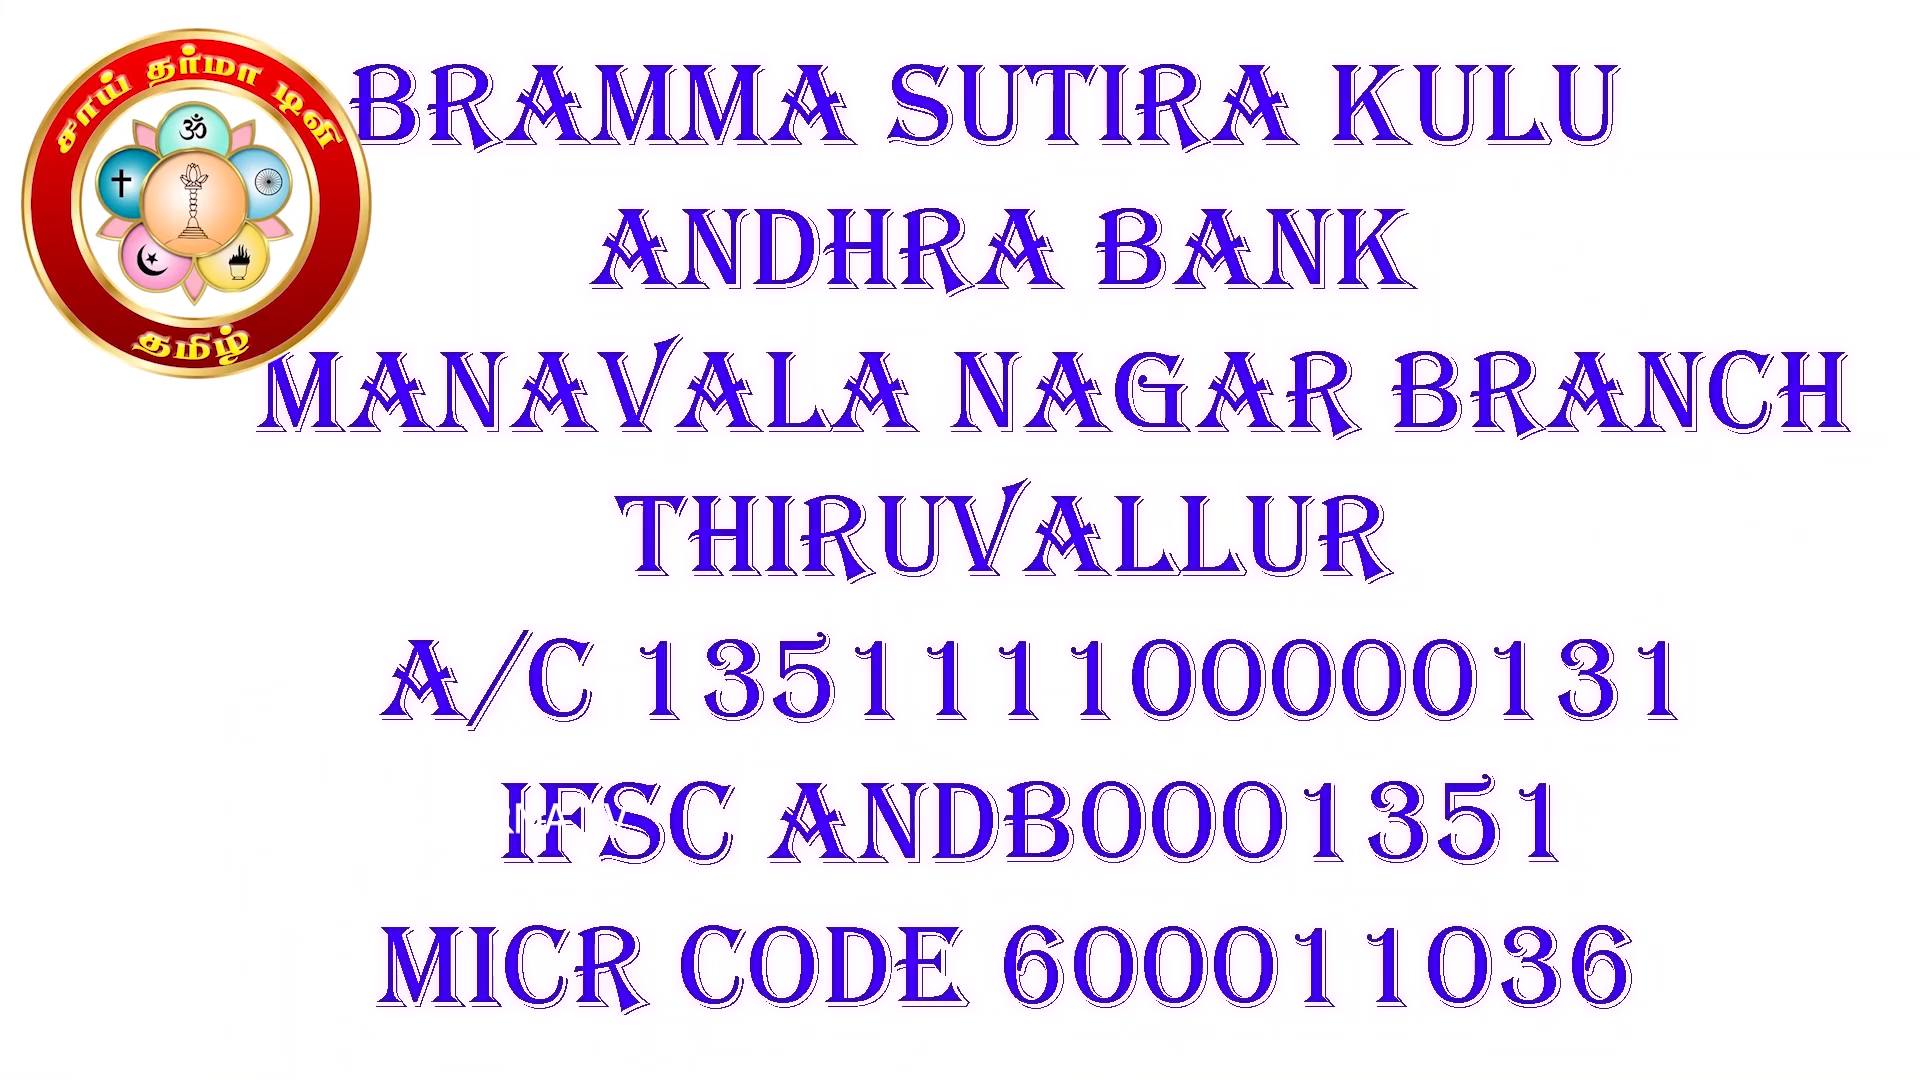 சாய் தர்மா டிவி
ௐ
தமிழ்
BRAMMA SUTIRA KULU
ANDHRA BANK
MANAVALA NAGAR BRANCH
THIRUVALLUR
A/C 135111100000131
IFSC ANDB0001351
MICR CODE 600011036